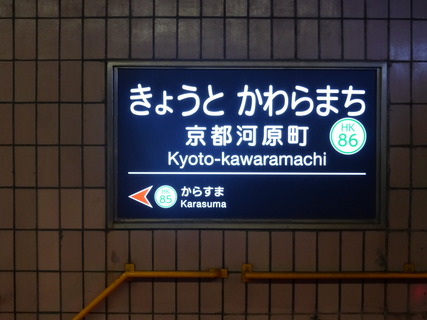 きょうと かわらまち
京都河原町
HK
86
Kyoto-kawaramachi
HK
85
からすま
Karasuma